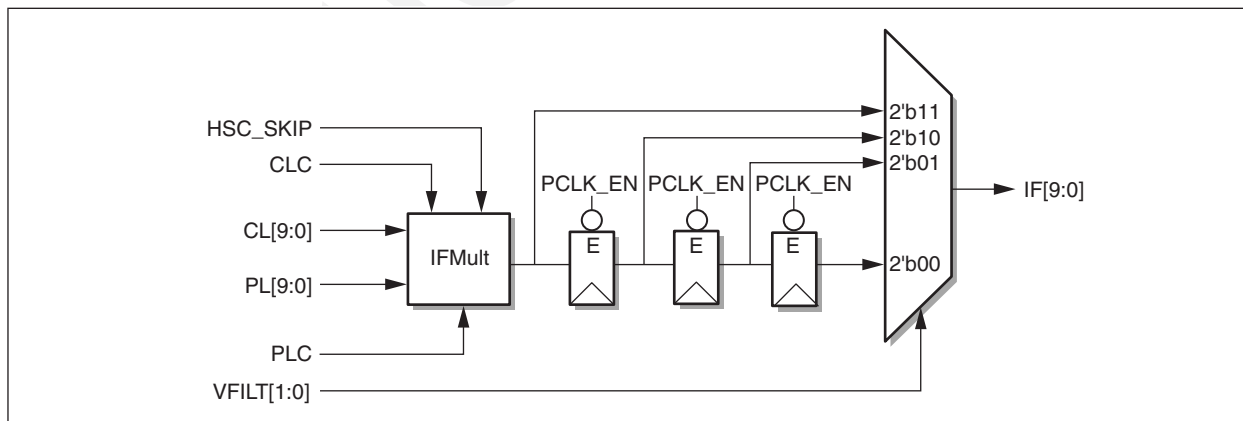 HSC_SKIP
CLC
CL[9:0]
PL[9:0]
PLC
VFILT[1:0]
IFMult
PCLK_EN PCLK_EN PCLK_EN
E E E
2'b11
2'b10
2'b01
2'b00
IF[9:0]